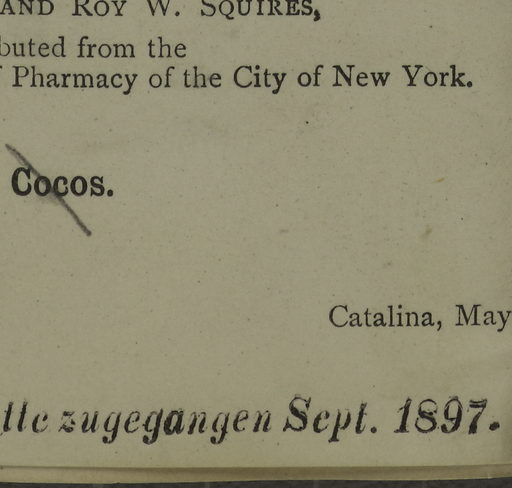 AND ROY W. SQUIRES,
buted from the
Pharmacy of the City of New York.
Cocos.
Catalina, May
zugegangen Sept. 1897.